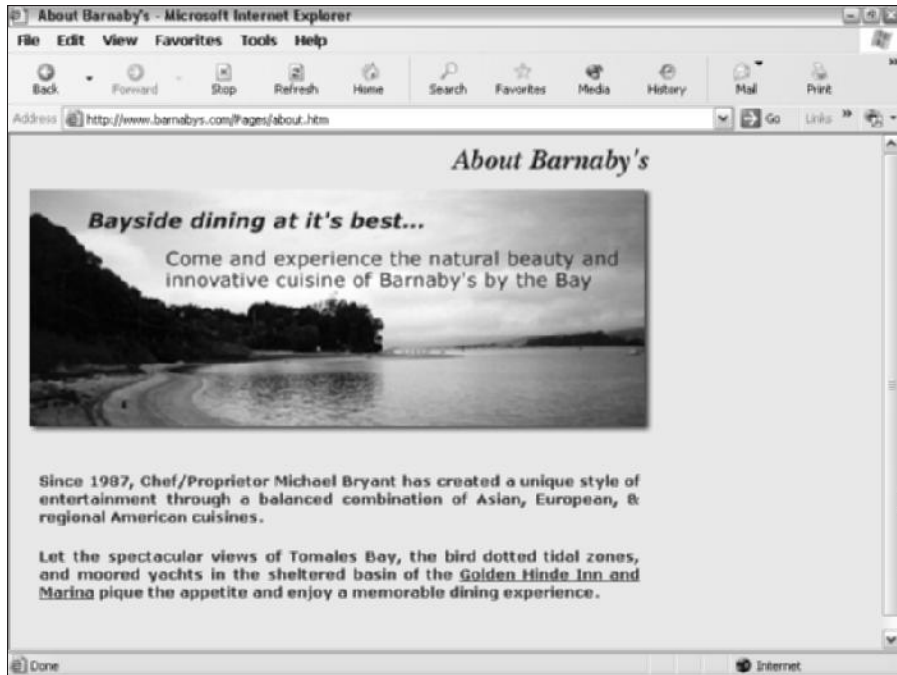 About Barnaby's - Microsoft Internet Explorer
File Edit View Favorites Tools Help
Back Forward Stop Refresh Home Search Favorites Media History Mail Print
Address http://www.barnabys.com/Pages/about.htm Go Links
About Barnaby's
Bayside dining at it's best...
Come and experience the natural beauty and
innovative cuisine of Barnaby's by the Bay
Since 1987, Chef/Proprietor Michael Bryant has created a unique style of
entertainment through a balanced combination of Asian, European, &
regional American cuisines.
Let the spectacular views of Tomales Bay, the bird dotted tidal zones,
and moored yachts in the sheltered basin of the Golden Hinde Inn and
Marina pique the appetite and enjoy a memorable dining experience.
Done Internet